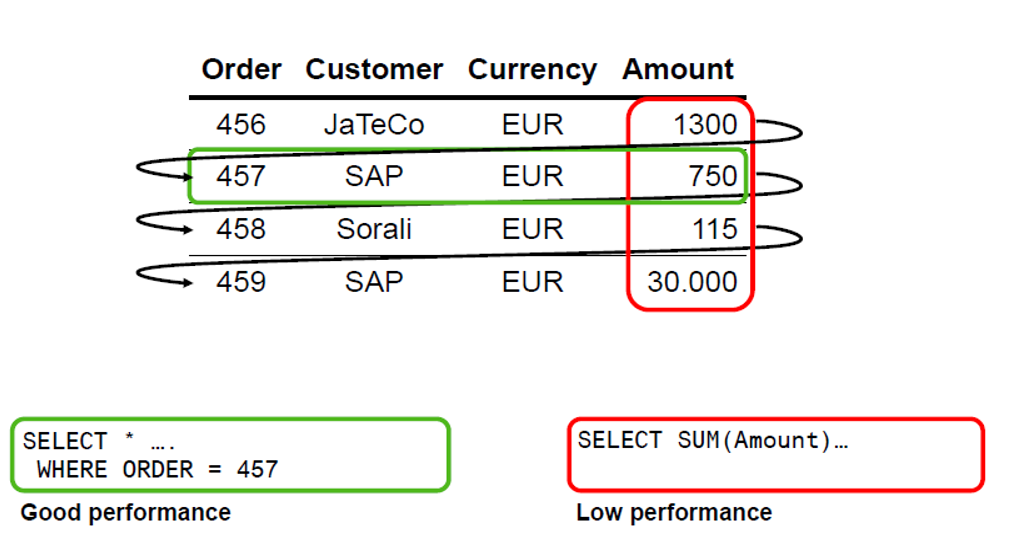 Order Customer Currency Amount
456 JaTeCo EUR 1300
457 SAP EUR 750
458 Sorali EUR 115
459 SAP EUR 30.000
SELECT * ….
WHERE ORDER = 457
Good performance
SELECT SUM(Amount)…
Low performance